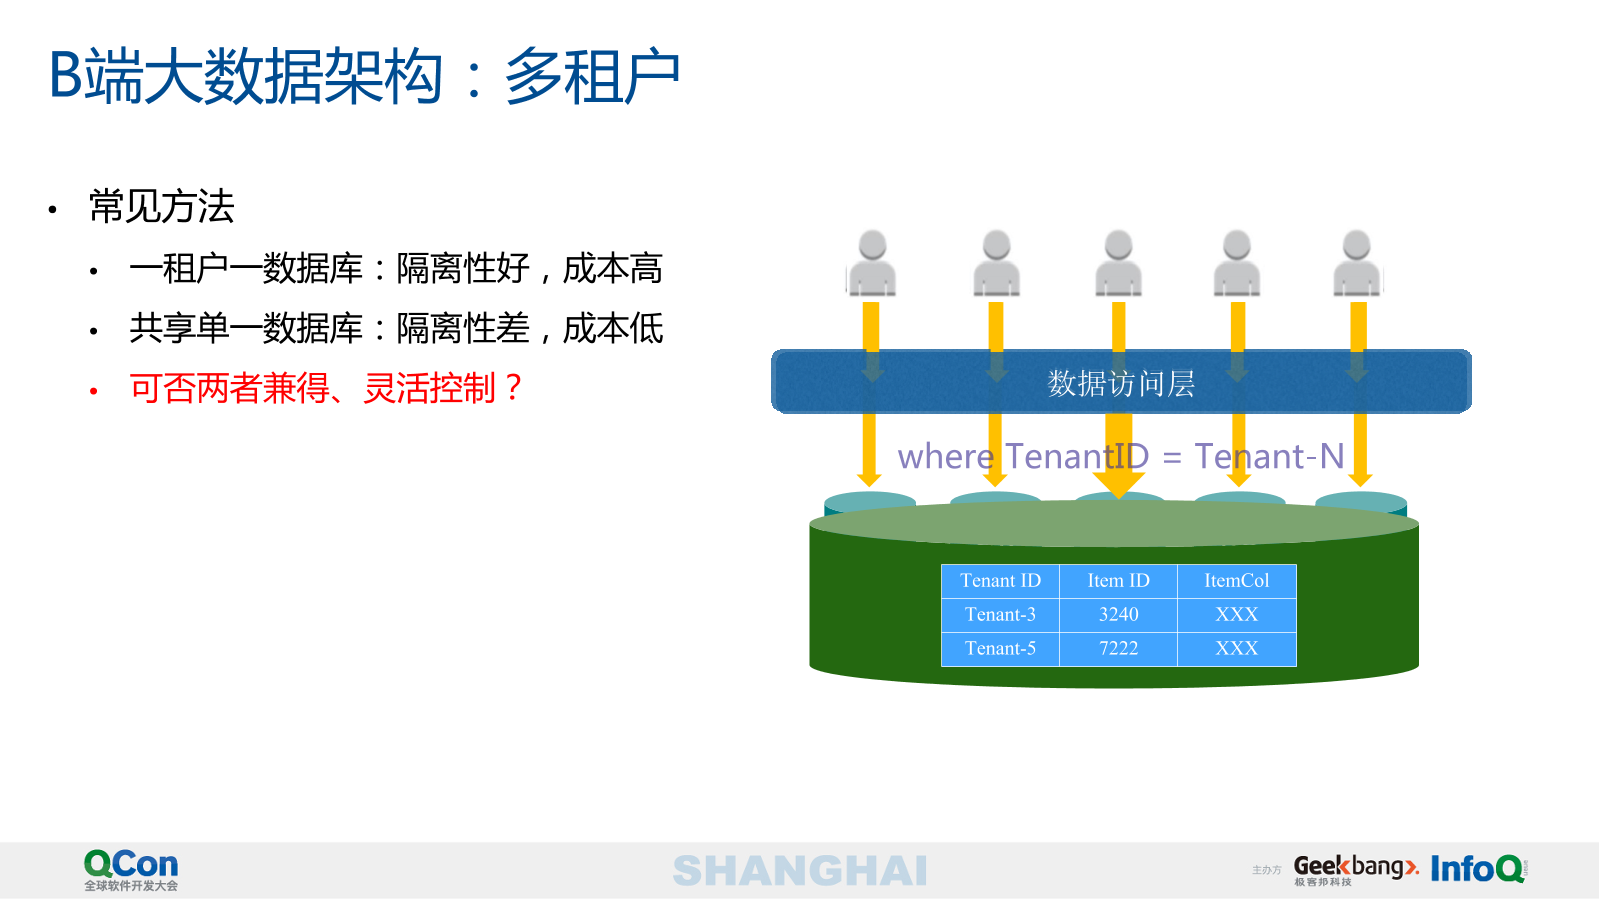 B端大数据架构：多租户
• 常见方法
• 一租户一数据库：隔离性好，成本高
• 共享单一数据库：隔离性差，成本低
• 可否两者兼得、灵活控制？
数据访问层
where TenantID = Tenant-N
Tenant ID Item ID ItemCol
Tenant-3 3240 XXX
Tenant-5 7222 XXX
QCon
全球软件开发大会
SHANGHAI
主办方
Geekbang>.
极客邦科技
InfoQ